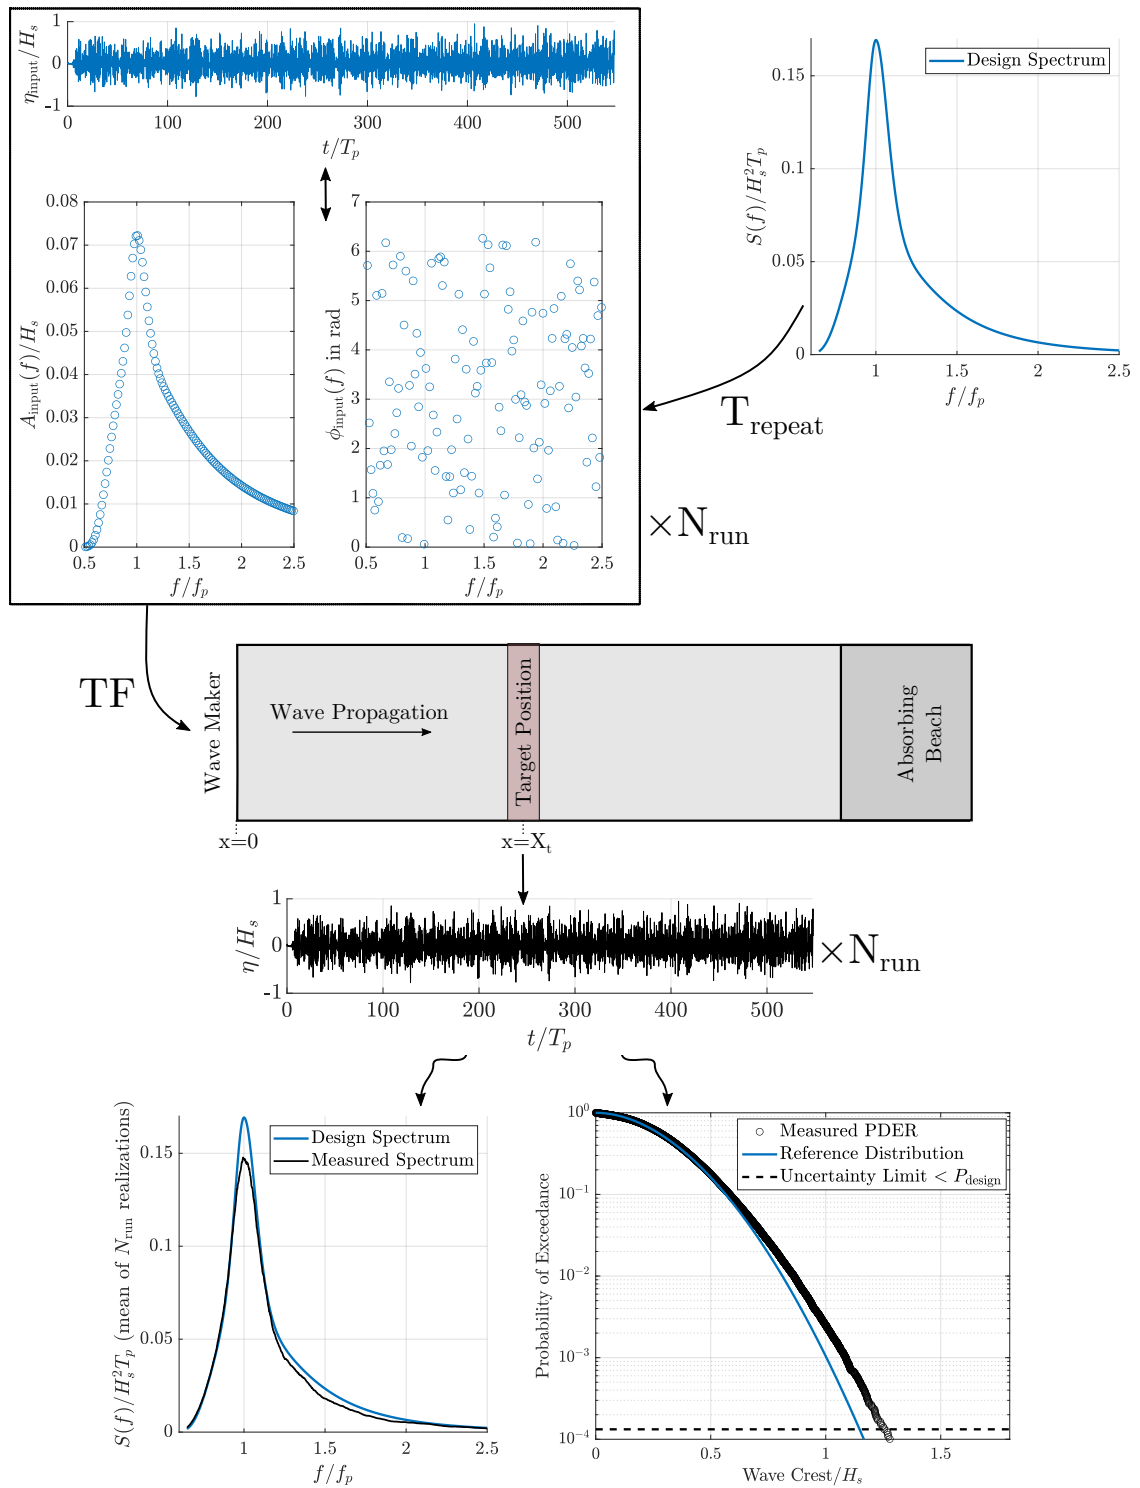 η_input/H_s
1
0
-1
0 100 200 300 400 500
t/T_p
A_input(f)/H_s
0.08
0.07
0.06
0.05
0.04
0.03
0.02
0.01
0
0.5 1 1.5 2 2.5
f/f_p
ϕ_input(f) in rad
7
6
5
4
3
2
1
0
0.5 1 1.5 2 2.5
f/f_p
Design Spectrum
S(f)/H_s^2T_p
0.15
0.1
0.05
0
1 1.5 2 2.5
f/f_p
T_repeat
×N_run
TF
Wave Maker
Wave Propagation
Target Position
Absorbing
Beach
x=0
x=X_t
η/H_s
1
0
-1
0 100 200 300 400 500
t/T_p
×N_run
S(f)/H_s^2T_p (mean of N_run realizations)
0.15
0.1
0.05
0
1 1.5 2 2.5
f/f_p
Design Spectrum
Measured Spectrum
Probability of Exceedance
10^0
10^-1
10^-2
10^-3
10^-4
0 0.5 1 1.5
Wave Crest/H_s
Measured PDER
Reference Distribution
Uncertainty Limit < P_design